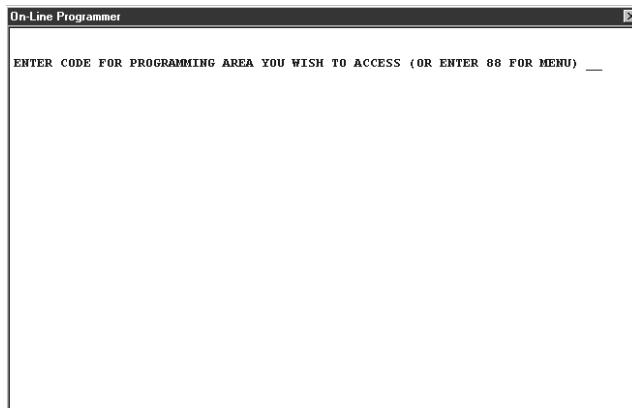 On-Line Programmer
ENTER CODE FOR PROGRAMMING AREA YOU WISH TO ACCESS (OR ENTER 88 FOR MENU) __